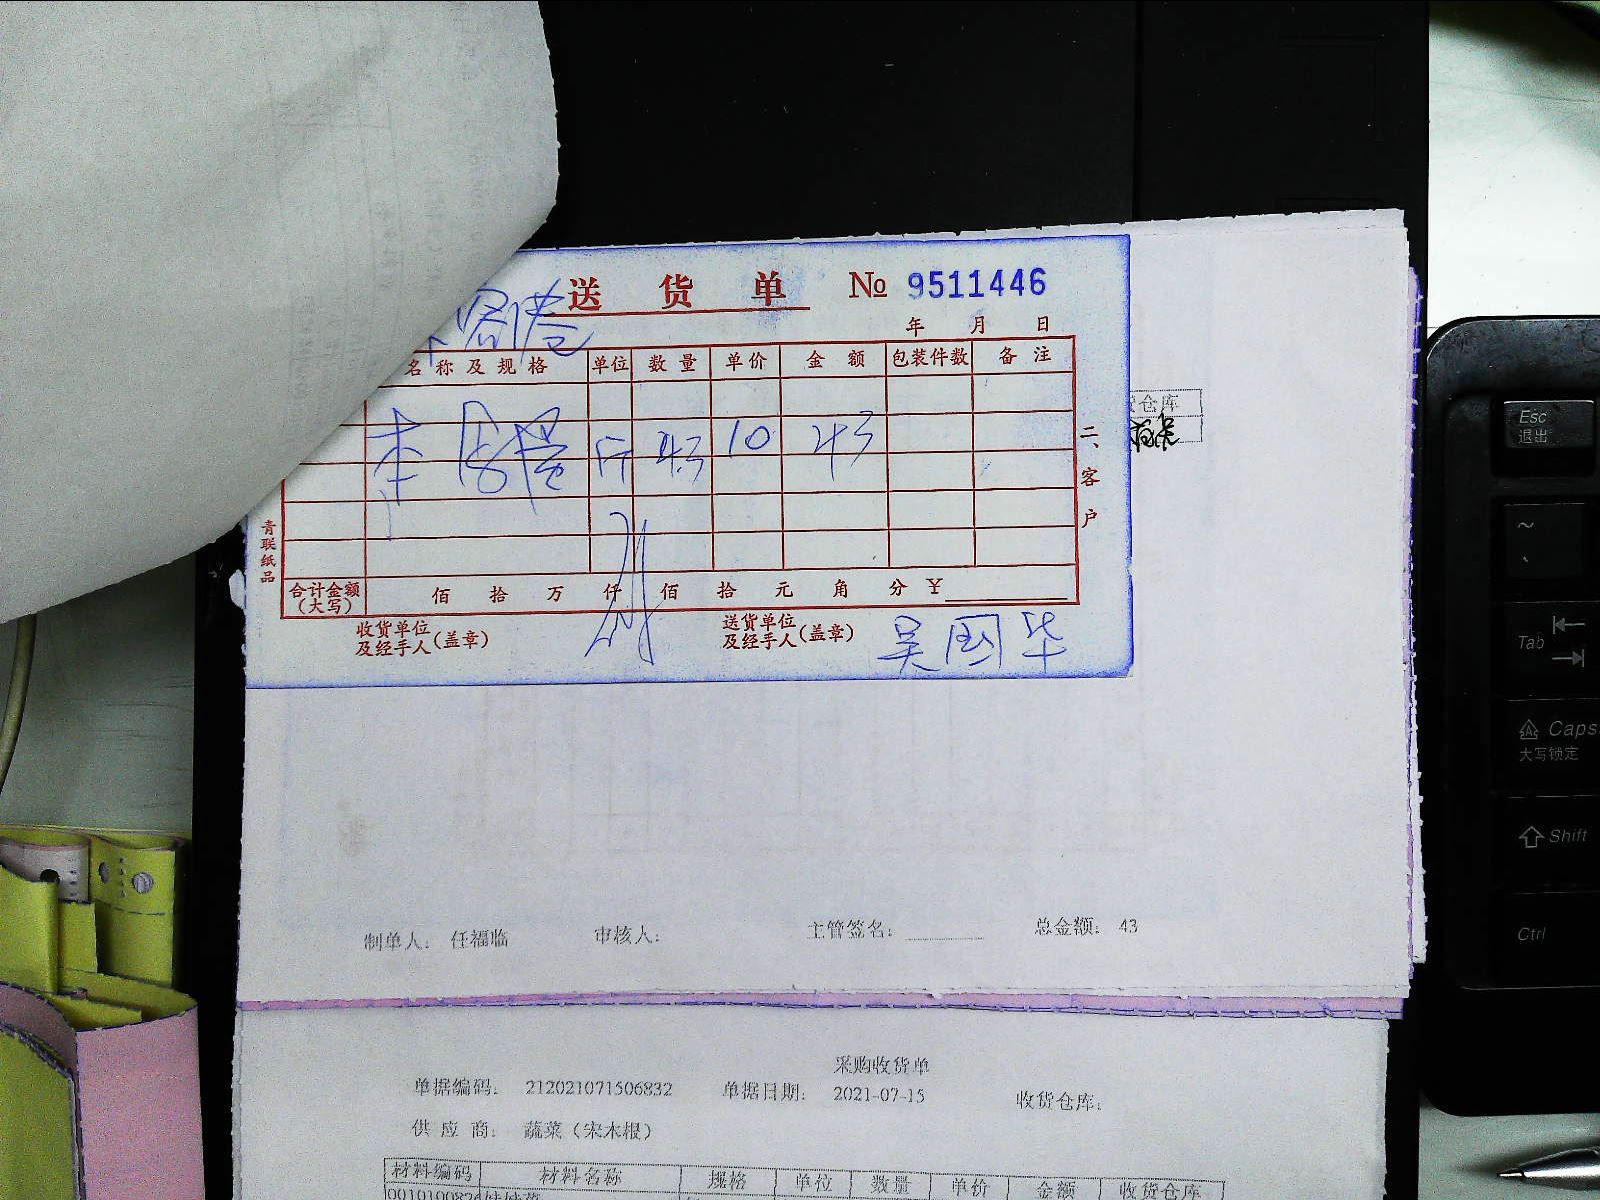 送 货 单 № 9511446
年 月 日
名 称 及 规 格 单位 数 量 单价 金 额 包装件数 备 注
本 斤 4.3 10 43
合计金额(大写) 佰 拾 万 仟 佰 拾 元 角 分 ¥
收货单位及经手人(盖章) 送货单位及经手人(盖章) 吴国华
青联纸品
二、客户
仓库
制单人: 任福临 审核人: 主管签名: 总金额: 43
采购收货单
单据编码: 212021071506832 单据日期: 2021-07-15 收货仓库:
供 应 商: 蔬菜(宋木根)
材料编码 材料名称 规格 单位 数量 单价 金额 收货仓库
Esc
退出
~
Tab
Caps
大写锁定
Shift
Ctrl